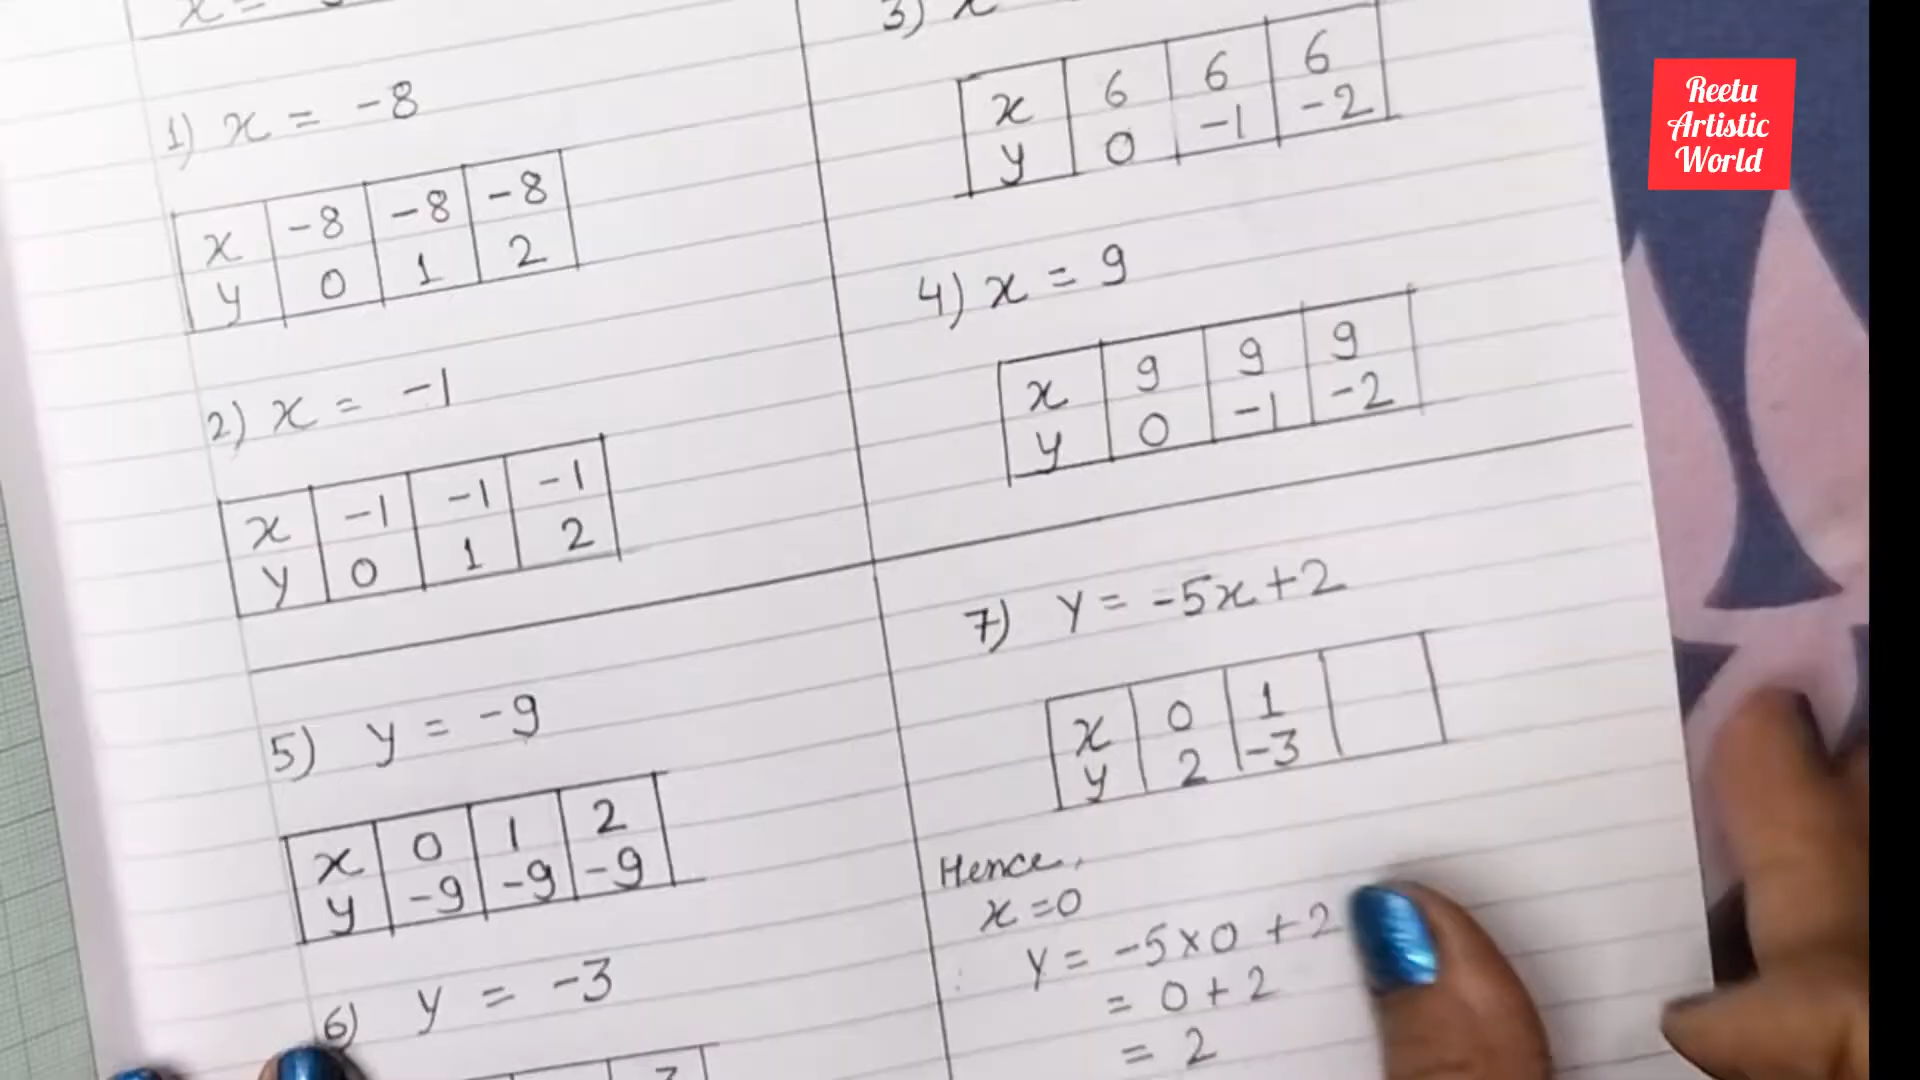 x =
1) x = -8
x -8 -8 -8
y 0 1 2
2) x = -1
x -1 -1 -1
y 0 1 2
5) y = -9
x 0 1 2
y -9 -9 -9
6) y = -3
3) x
x 6 6 6
y 0 -1 -2
4) x = 9
x 9 9 9
y 0 -1 -2
7) y = -5x+2
x 0 1
y 2 -3
Hence,
x=0
y = -5×0 +2
= 0+2
= 2
Reetu
Artistic
World